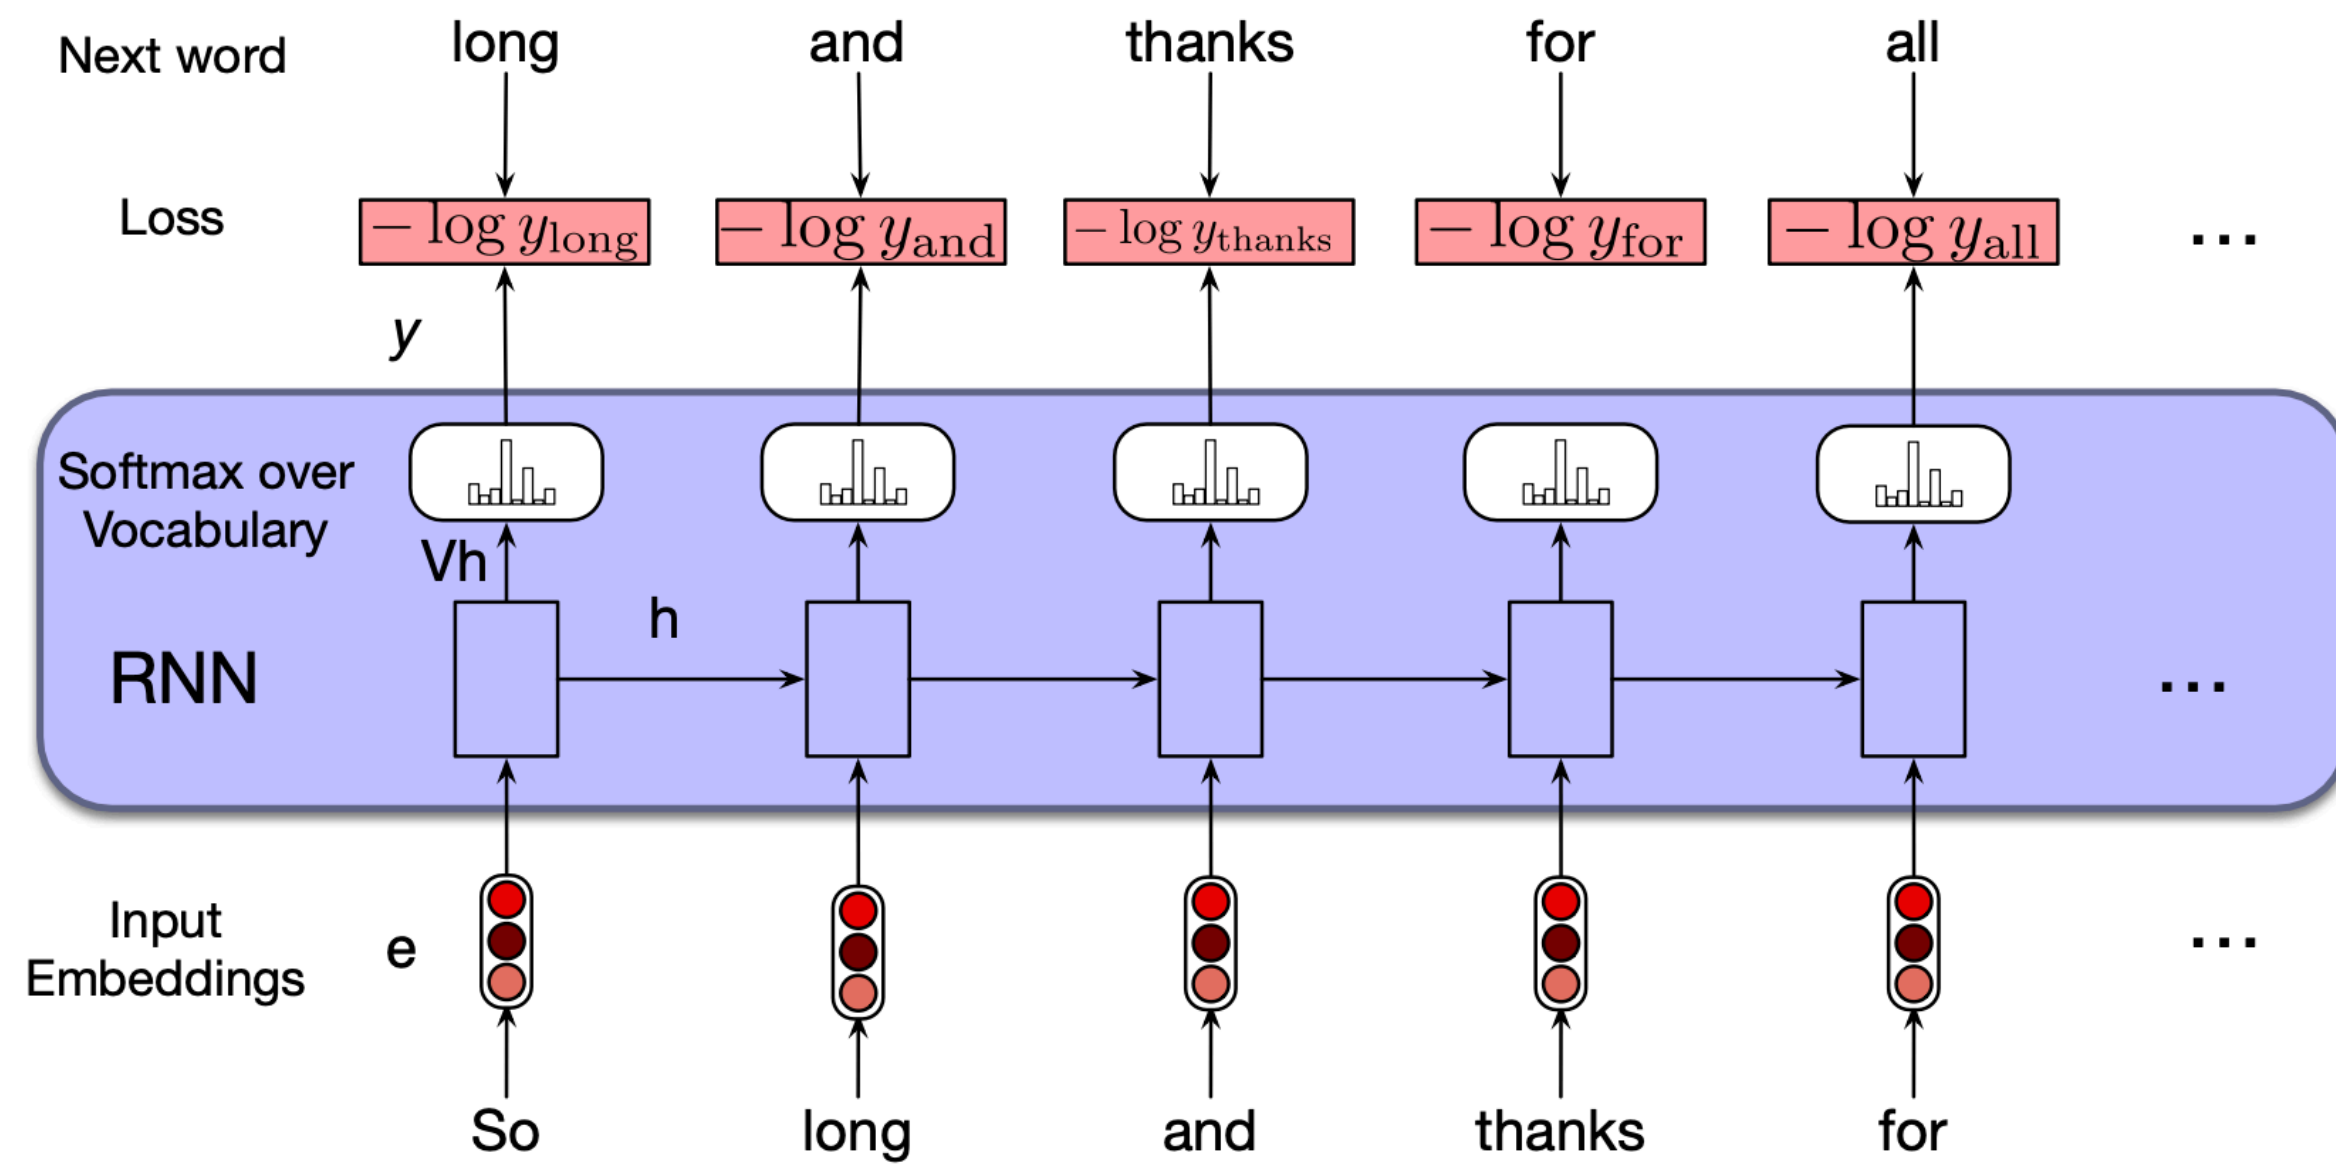 Next word long and thanks for all
Loss − log y_long − log y_and − log y_thanks − log y_for − log y_all ...
y
Softmax over
Vocabulary
Vh
h
RNN ...
Input
Embeddings
e ...
So long and thanks for